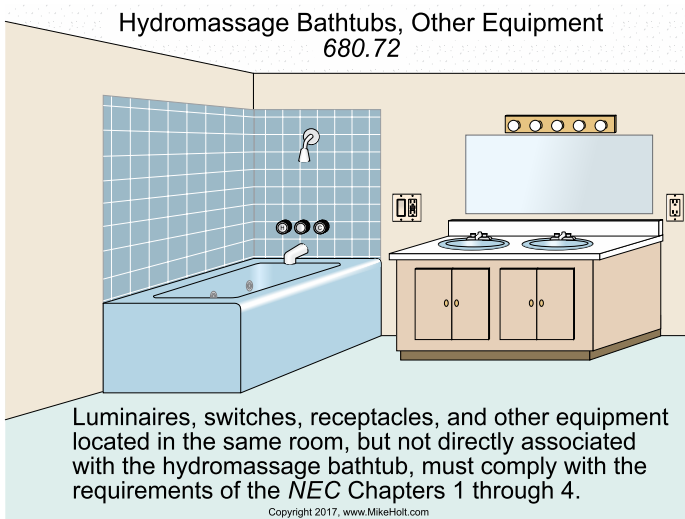 Hydromassage Bathtubs, Other Equipment
680.72
Luminaires, switches, receptacles, and other equipment
located in the same room, but not directly associated
with the hydromassage bathtub, must comply with the
requirements of the NEC Chapters 1 through 4.
Copyright 2017, www.MikeHolt.com